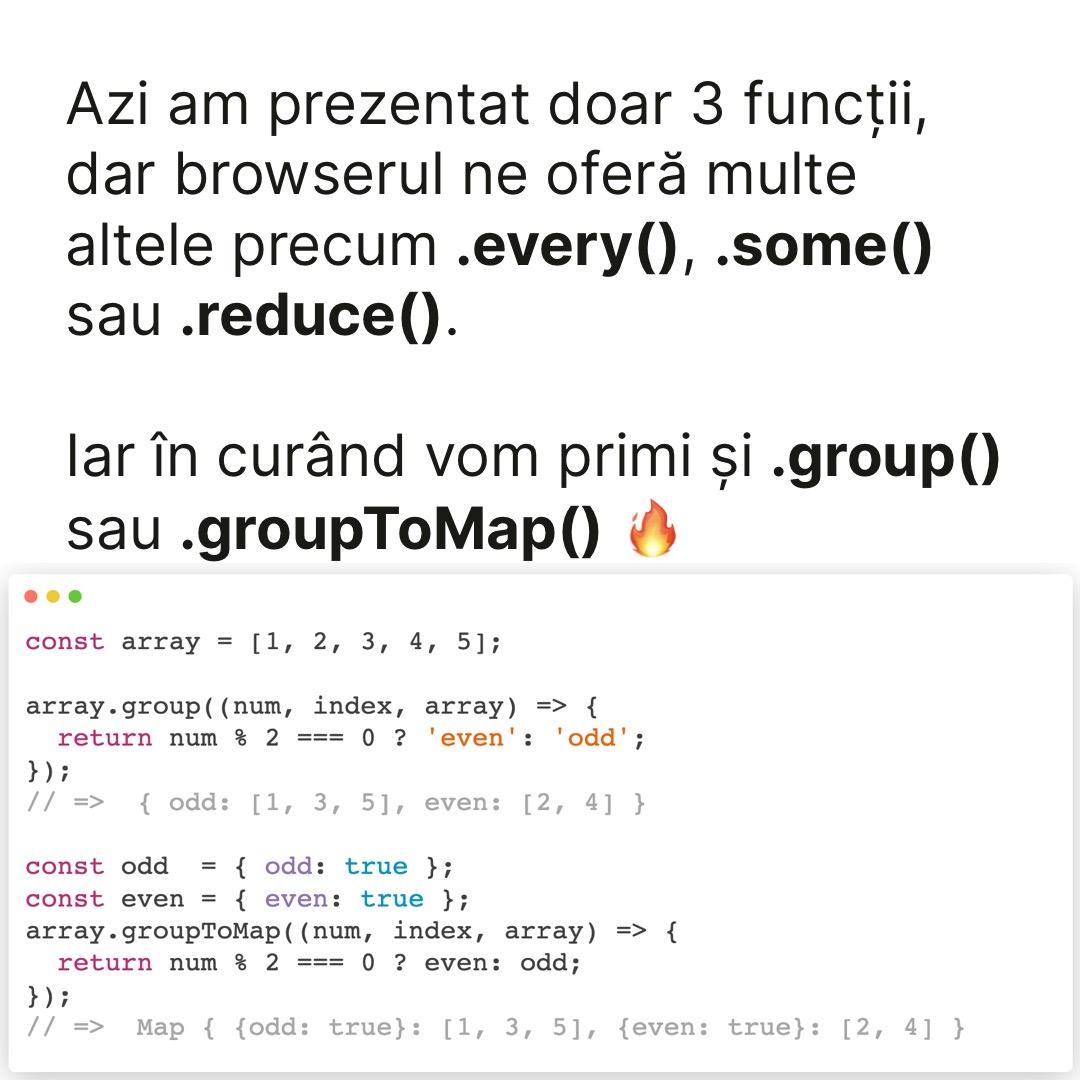 Azi am prezentat doar 3 funcții,
dar browserul ne oferă multe
altele precum .every(), .some()
sau .reduce().
Iar în curând vom primi și .group()
sau .groupToMap() 🔥
const array = [1, 2, 3, 4, 5];
array.group((num, index, array) => {
  return num % 2 === 0 ? 'even': 'odd';
});
// =>  { odd: [1, 3, 5], even: [2, 4] }
const odd  = { odd: true };
const even = { even: true };
array.groupToMap((num, index, array) => {
  return num % 2 === 0 ? even: odd;
});
// =>  Map { {odd: true}: [1, 3, 5], {even: true}: [2, 4] }